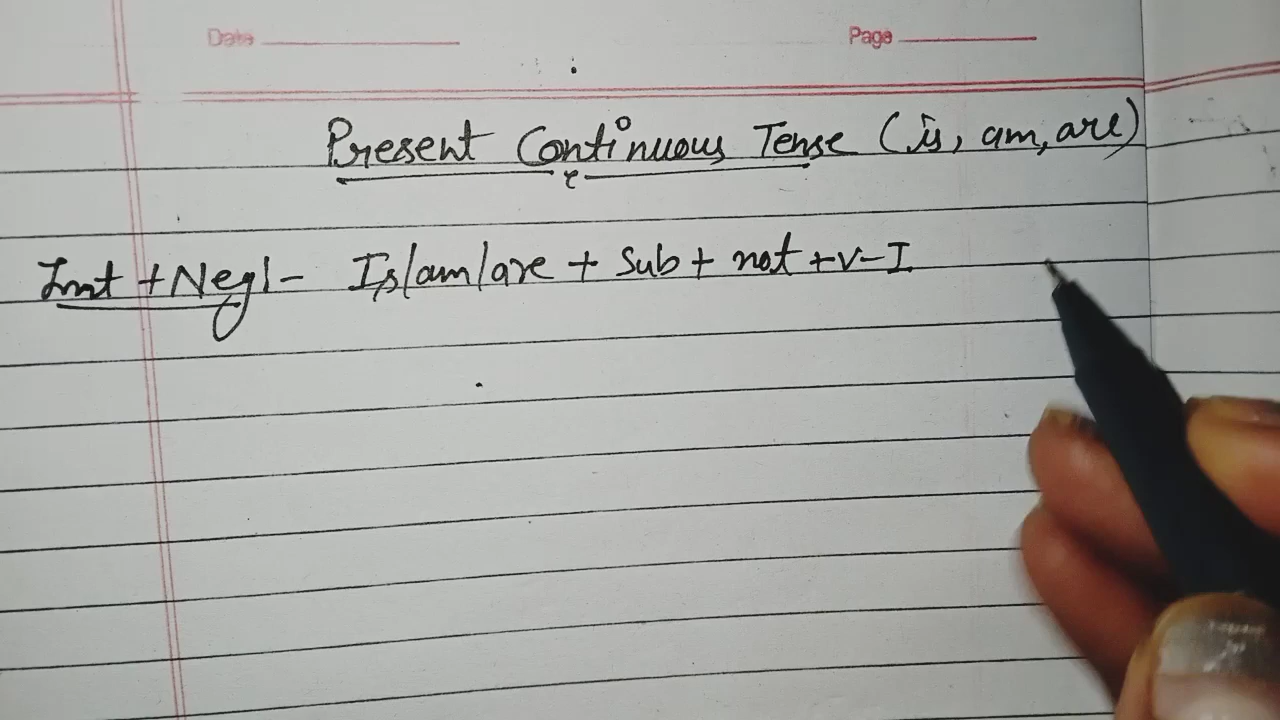 Date
Page
Present Continuous Tense (is, am, are)
Int + Neg - Is/am/are + Sub + not + v-I